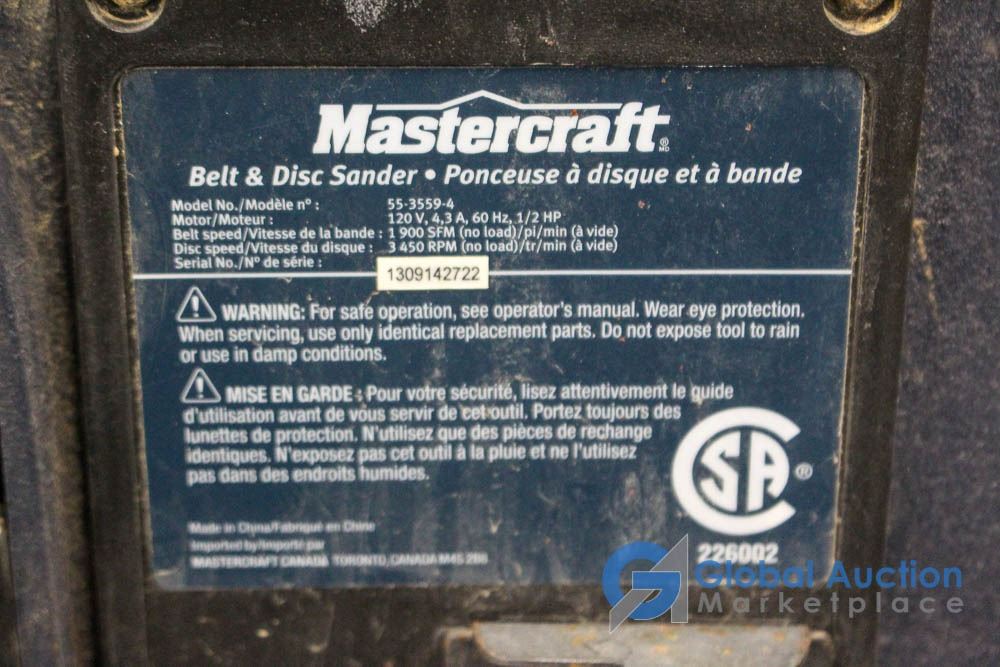 Mastercraft®
MD
Belt & Disc Sander • Ponceuse à disque et à bande
Model No./Modèle n° : 55-3559-4
Motor/Moteur : 120 V, 4,3 A, 60 Hz, 1/2 HP
Belt speed/Vitesse de la bande : 1 900 SFM (no load)/pi/min (à vide)
Disc speed/Vitesse du disque : 3 450 RPM (no load)/tr/min (à vide)
Serial No./N° de série :
1309142722
WARNING: For safe operation, see operator's manual. Wear eye protection.
When servicing, use only identical replacement parts. Do not expose tool to rain
or use in damp conditions.
MISE EN GARDE : Pour votre sécurité, lisez attentivement le guide
d'utilisation avant de vous servir de cet outil. Portez toujours des
lunettes de protection. N'utilisez que des pièces de rechange
identiques. N'exposez pas cet outil à la pluie et ne l'utilisez
pas dans des endroits humides.
CSA®
226002
Made in China/Fabriqué en Chine
Imported by/Importé par
MASTERCRAFT CANADA TORONTO, CANADA M4S 2B8
Global Auction
Marketplace